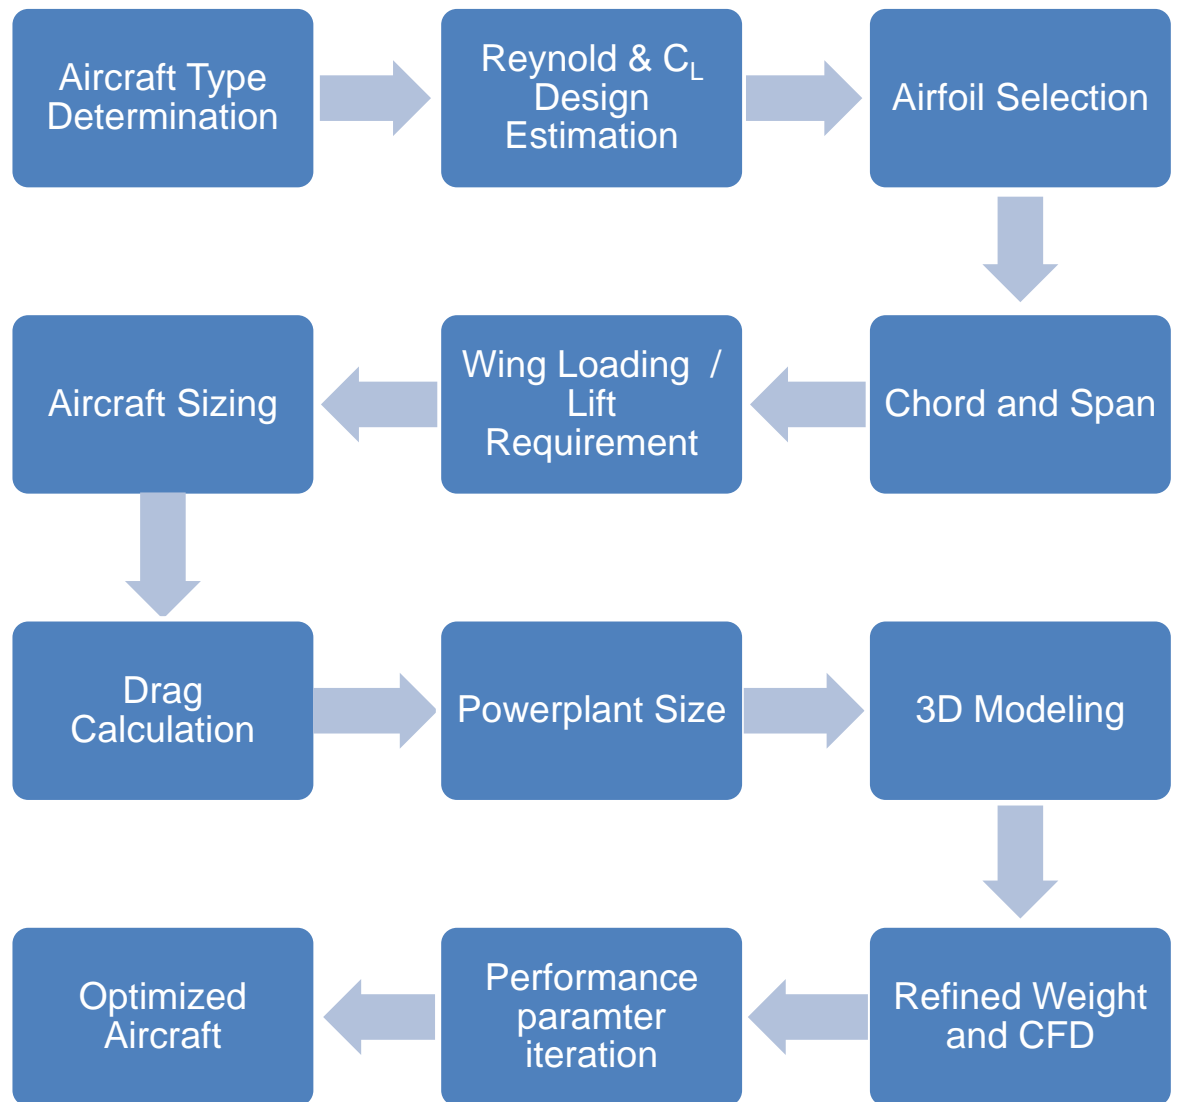 Aircraft Type
Determination
Reynold & CL
Design
Estimation
Airfoil Selection
Chord and Span
Wing Loading /
Lift
Requirement
Aircraft Sizing
Drag
Calculation
Powerplant Size
3D Modeling
Refined Weight
and CFD
Performance
paramter
iteration
Optimized
Aircraft